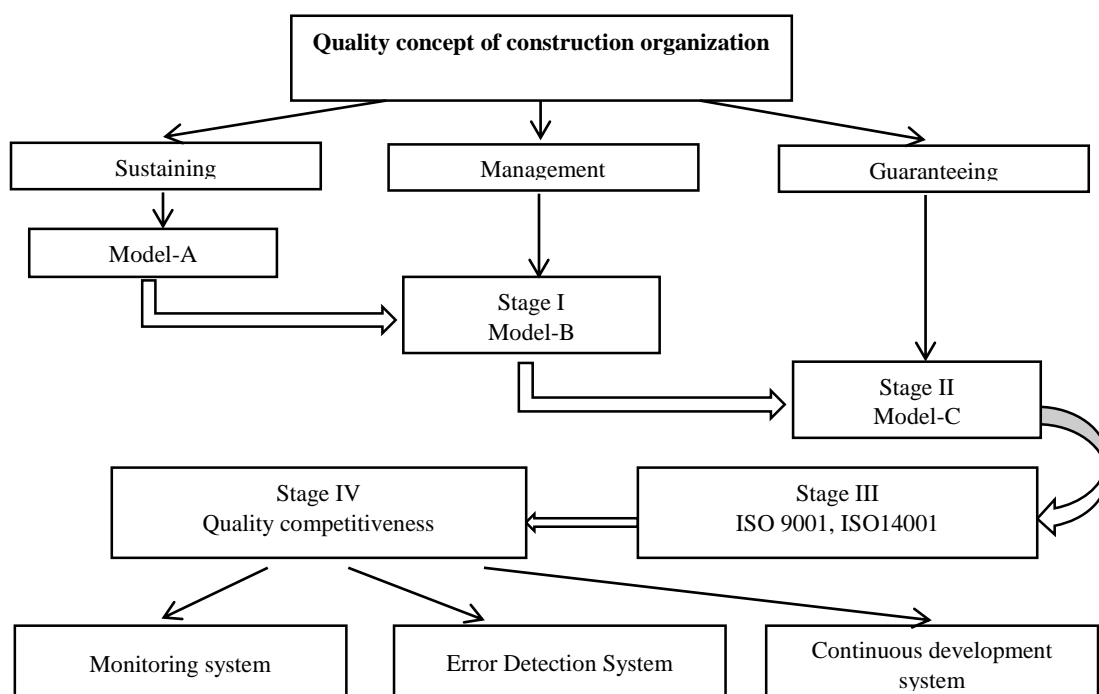 Quality concept of construction organization
Sustaining
Management
Guaranteeing
Model-A
Stage I
Model-B
Stage II
Model-C
Stage IV
Quality competitiveness
Stage III
ISO 9001, ISO14001
Monitoring system
Error Detection System
Continuous development
system